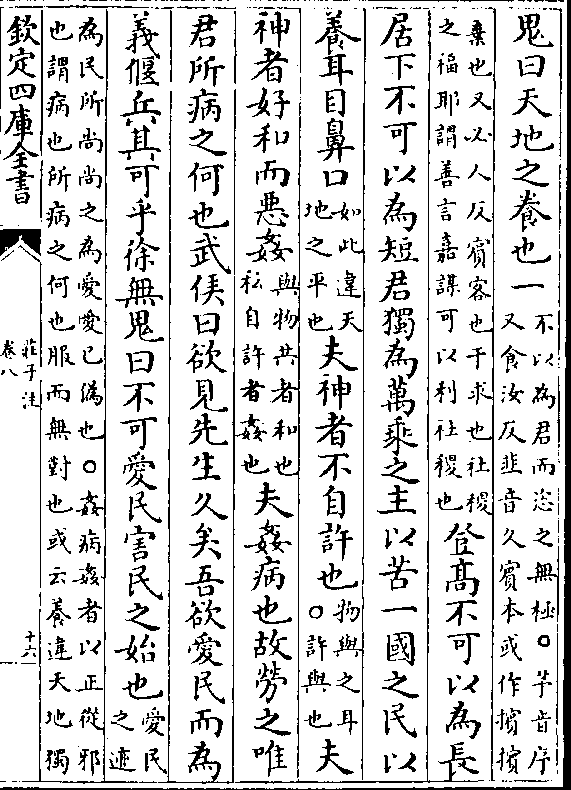 鬼曰天地之養也一
不以為君而恣之無極○芧音序
又食汝反韭音久賔本或作擯擯
棄也又必人反賔客也干求也社稷
之福耶謂善言嘉謀可以利社稷也
登髙不可以為長
居下不可以為短君獨為萬乘之主以苦一國之民以
養耳目鼻口
如此違天
地之平也
夫神者不自許也
物與之耳
○許與也
夫
神者好和而惡姦
與物共者和也
私自許者姦也
夫姦病也故勞之唯
君所病之何也武侯曰欲見先生久矣吾欲愛民而為
義偃兵其可乎徐無鬼曰不可愛民害民之始也
愛民
之迹
為民所尚尚之為愛愛已偽也○姦病姦者以正從邪
也謂病也所病之何也服而無對也或云養違天地獨
欽定四庫全書
莊子注
卷八
十六